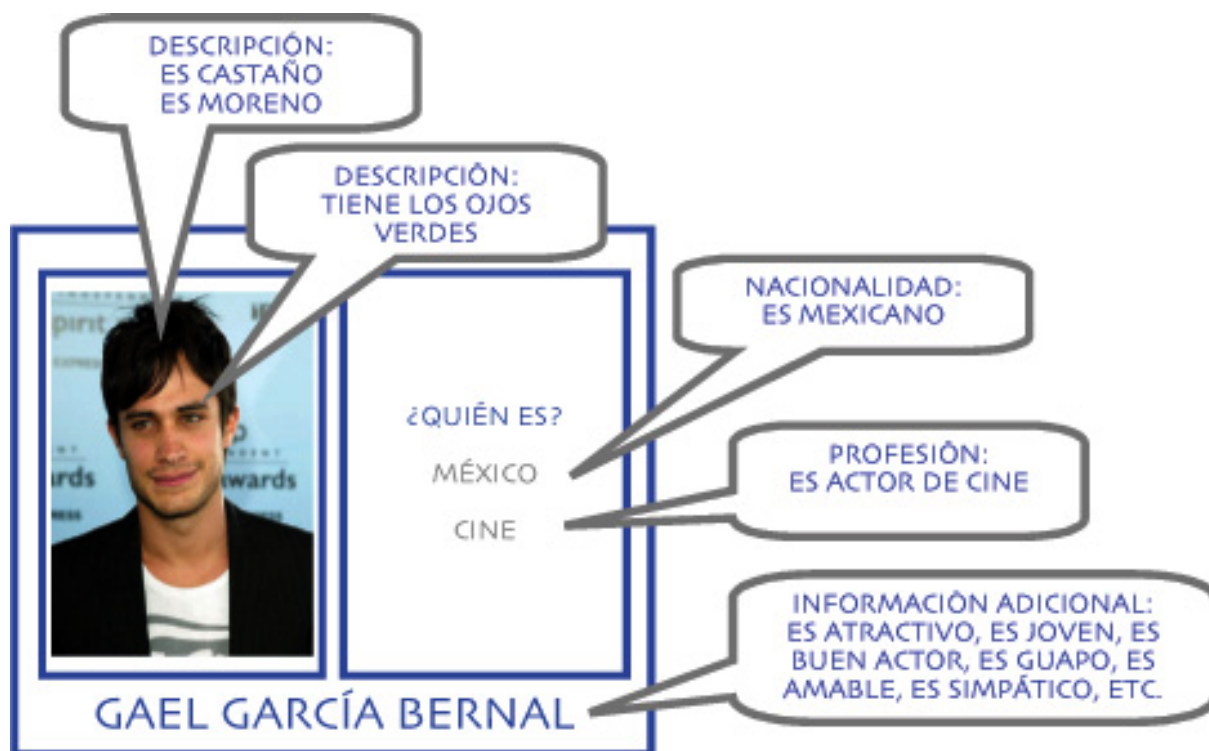 DESCRIPCIÓN:
ES CASTAÑO
ES MORENO
DESCRIPCIÓN:
TIENE LOS OJOS
VERDES
NACIONALIDAD:
ES MEXICANO
¿QUIÉN ES?
MÉXICO
CINE
PROFESIÓN:
ES ACTOR DE CINE
INFORMACIÓN ADICIONAL:
ES ATRACTIVO, ES JOVEN, ES
BUEN ACTOR, ES GUAPO, ES
AMABLE, ES SIMPÁTICO, ETC.
GAEL GARCÍA BERNAL
pirit
wards